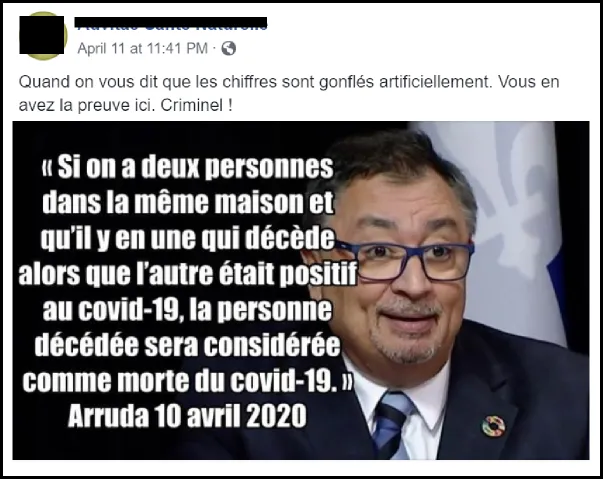 April 11 at 11:41 PM ·
Quand on vous dit que les chiffres sont gonflés artificiellement. Vous en
avez la preuve ici. Criminel !
« Si on a deux personnes
dans la même maison et
qu'il y en une qui décède
alors que l'autre était positif
au covid-19, la personne
décédée sera considérée
comme morte du covid-19. »
Arruda 10 avril 2020